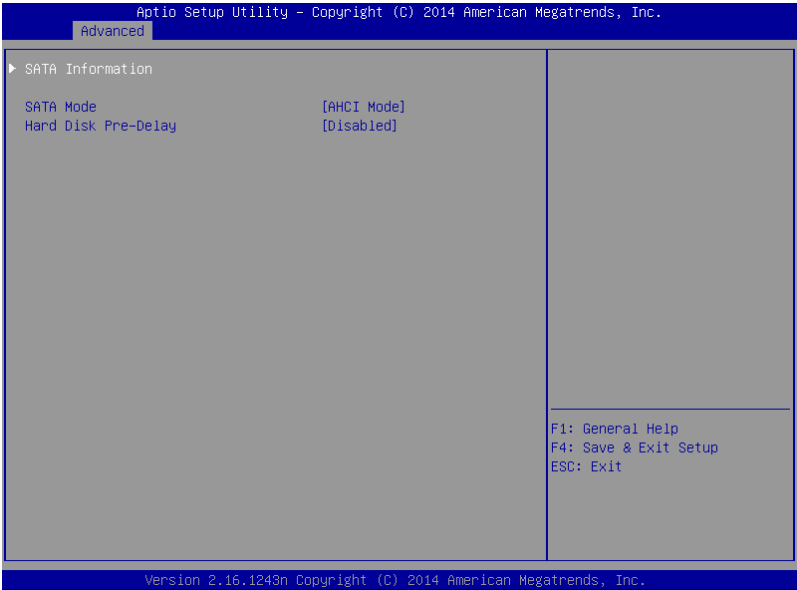 Aptio Setup Utility – Copyright (C) 2014 American Megatrends, Inc.
Advanced
SATA Information
SATA Mode [AHCI Mode]
Hard Disk Pre-Delay [Disabled]
F1: General Help
F4: Save & Exit Setup
ESC: Exit
Version 2.16.1243n Copyright (C) 2014 American Megatrends, Inc.